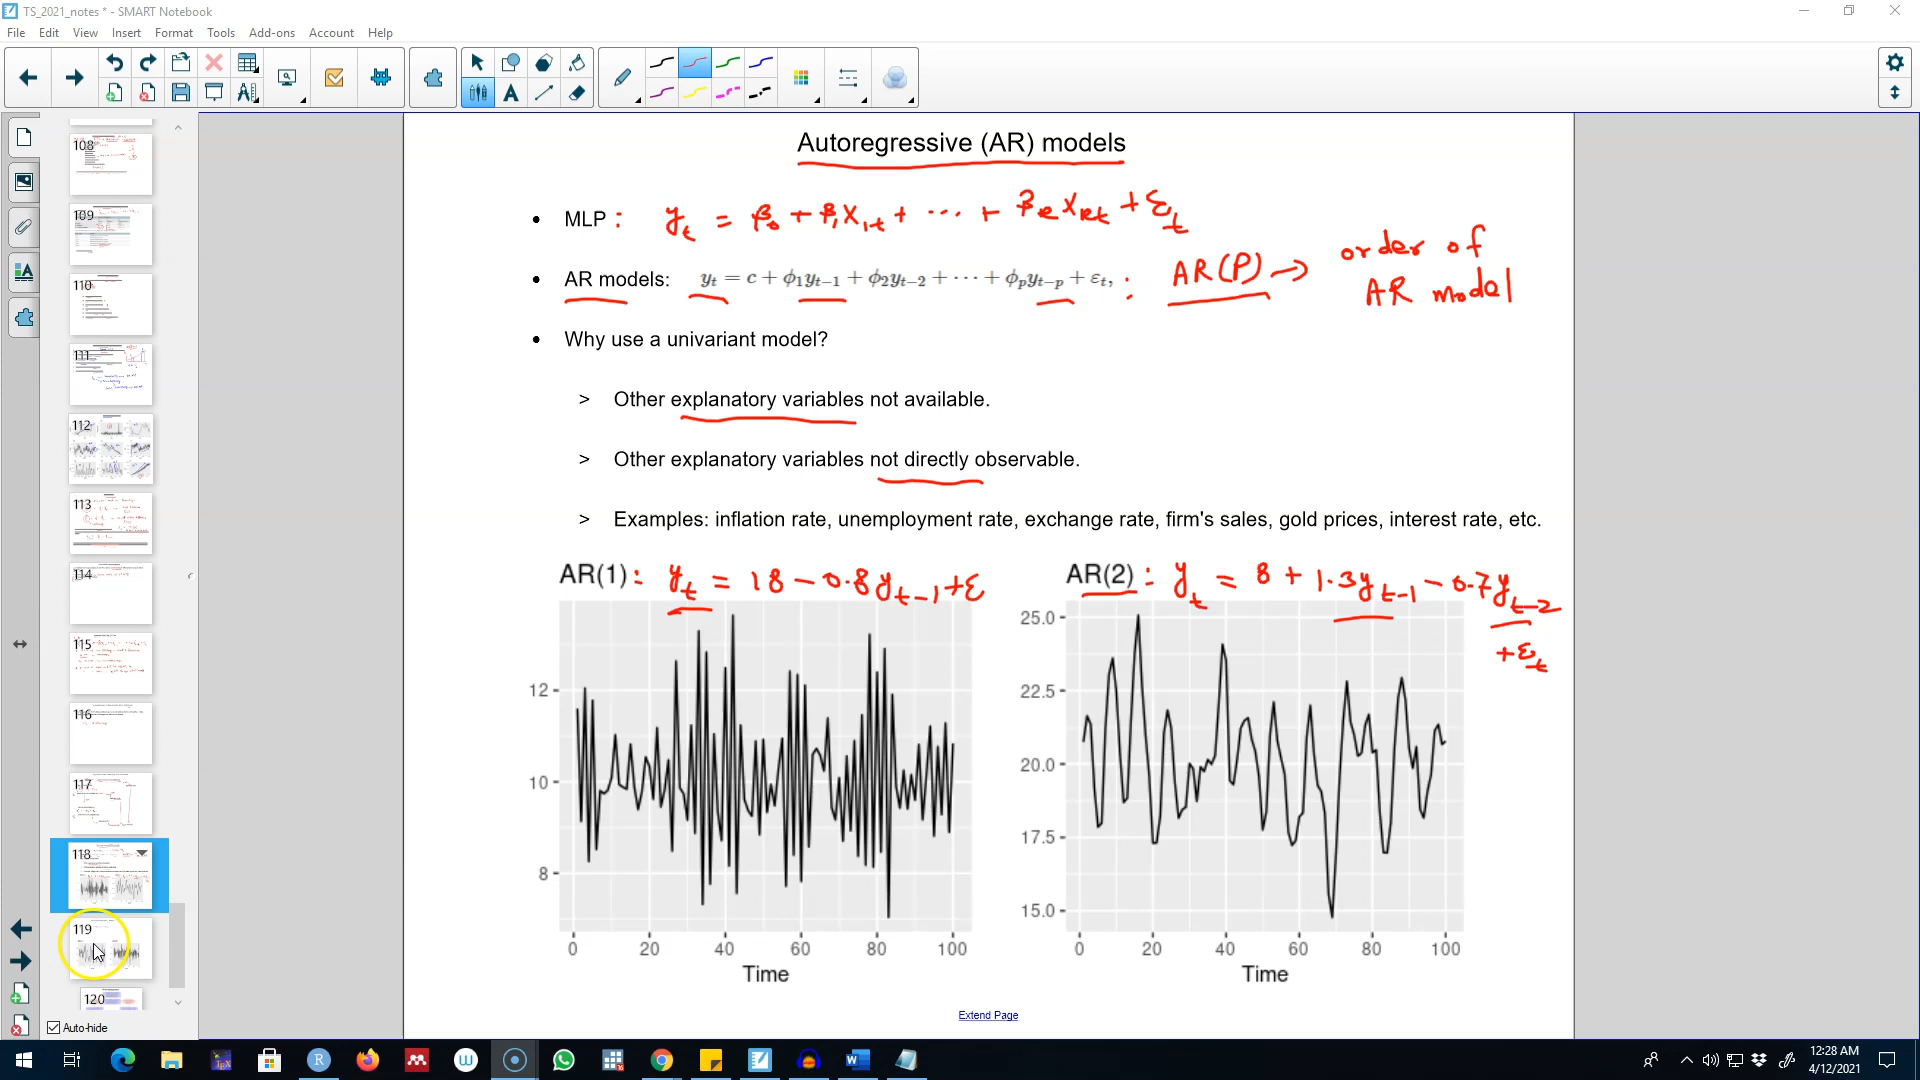 TS_2021_notes * - SMART Notebook
File Edit View Insert Format Tools Add-ons Account Help
108
109
110
111
112
113
114
115
116
117
118
119
120
Auto-hide
Autoregressive (AR) models
• MLP : yₜ = β₀ + β₁X₁,ₜ + ··· + βₖXₖₜ + εₜ
• AR models: yₜ = c + ϕ₁yₜ₋₁ + ϕ₂yₜ₋₂ + ··· + ϕₚyₜ₋ₚ + εₜ, : AR(P) → order of
AR model
• Why use a univariant model?
> Other explanatory variables not available.
> Other explanatory variables not directly observable.
> Examples: inflation rate, unemployment rate, exchange rate, firm's sales, gold prices, interest rate, etc.
AR(1) : yₜ = 18 − 0.8yₜ₋₁ + ε
12
10
8
0 20 40 60 80 100
Time
AR(2) : yₜ = 8 + 1.3yₜ₋₁ − 0.7yₜ₋₂
+εₜ
25.0
22.5
20.0
17.5
15.0
0 20 40 60 80 100
Time
Extend Page
12:28 AM
4/12/2021